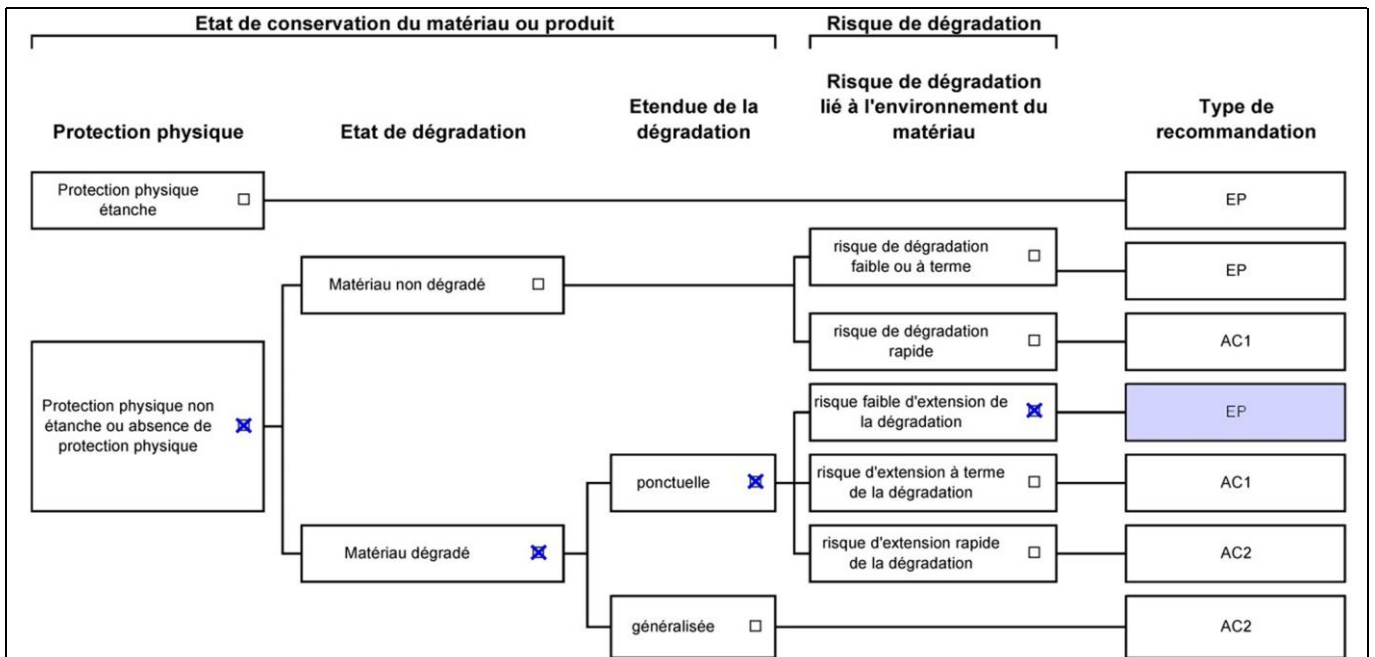 Etat de conservation du matériau ou produit
Risque de dégradation
Protection physique
Etat de dégradation
Etendue de la
dégradation
Risque de dégradation
lié à l'environnement du
matériau
Type de
recommandation
Protection physique
étanche
EP
Matériau non dégradé
risque de dégradation
faible ou à terme
EP
risque de dégradation
rapide
AC1
Protection physique non
étanche ou absence de
protection physique
risque faible d'extension de
la dégradation
EP
ponctuelle
risque d'extension à terme
de la dégradation
AC1
Matériau dégradé
risque d'extension rapide
de la dégradation
AC2
généralisée
AC2